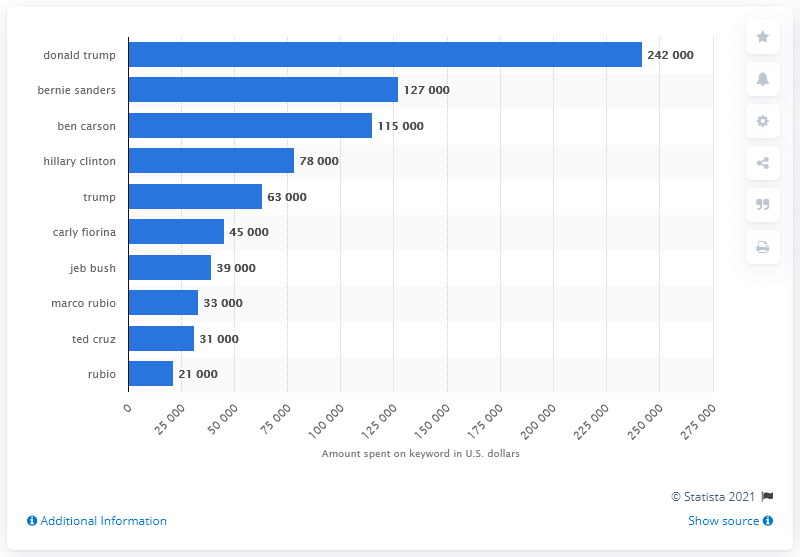 donald trump 242 000
bernie sanders 127 000
ben carson 115 000
hillary clinton 78 000
trump 63 000
carly fiorina 45 000
jeb bush 39 000
marco rubio 33 000
ted cruz 31 000
rubio 21 000
0 25 000 50 000 75 000 100 000 125 000 150 000 175 000 200 000 225 000 250 000 275 000
Amount spent on keyword in U.S. dollars
© Statista 2021
Additional Information Show source